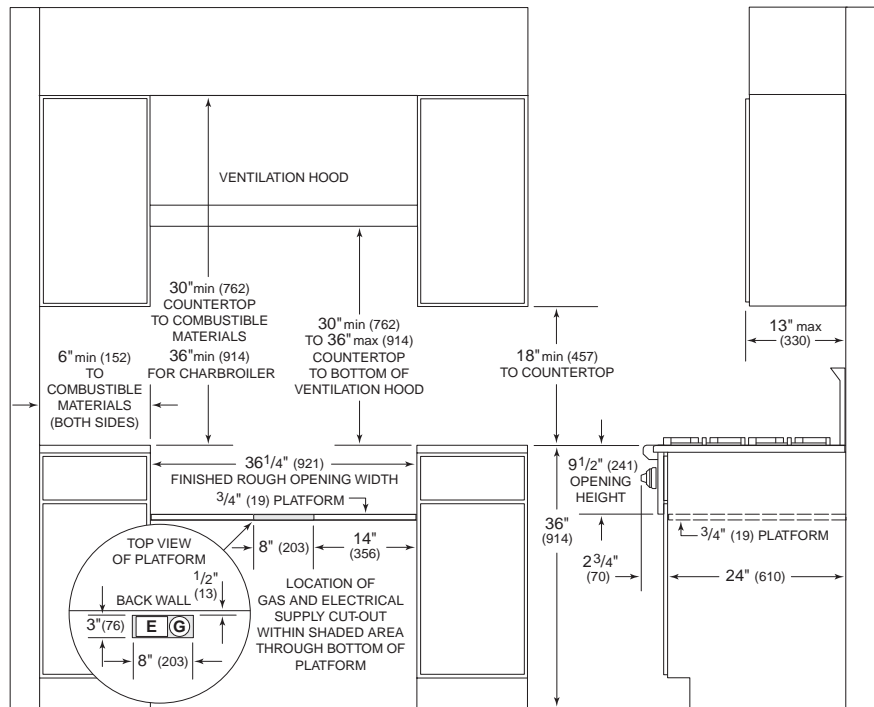 VENTILATION HOOD
30" min (762)
COUNTERTOP
TO COMBUSTIBLE
MATERIALS
36" min (914)
FOR CHARBROILER
30" min (762)
TO 36" max (914)
COUNTERTOP
TO BOTTOM OF
VENTILATION HOOD
6" min (152)
TO
COMBUSTIBLE
MATERIALS
(BOTH SIDES)
18" min (457)
TO COUNTERTOP
13" max
(330)
36 1/4" (921)
FINISHED ROUGH OPENING WIDTH
3/4" (19) PLATFORM
9 1/2" (241)
OPENING
HEIGHT
36"
(914)
3/4" (19) PLATFORM
2 3/4"
(70)
24" (610)
8" (203)
14"
(356)
LOCATION OF
GAS AND ELECTRICAL
SUPPLY CUT-OUT
WITHIN SHADED AREA
THROUGH BOTTOM OF
PLATFORM
TOP VIEW
OF PLATFORM
1/2"
(13)
BACK WALL
3" (76)
E G
8" (203)